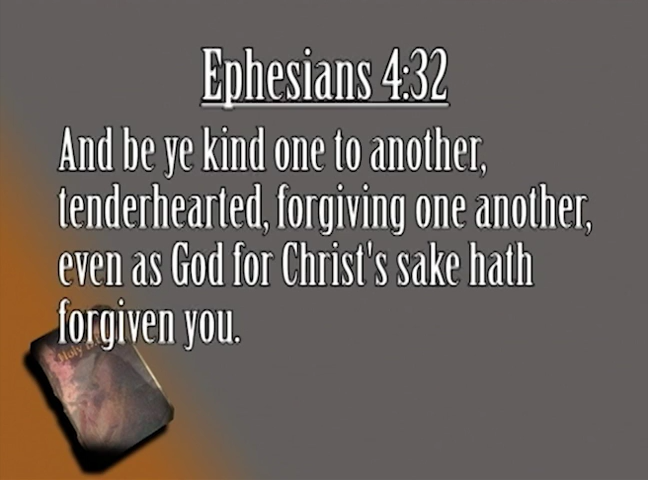 Ephesians 4:32
And be ye kind one to another,
tenderhearted, forgiving one another,
even as God for Christ's sake hath
forgiven you.
Holy